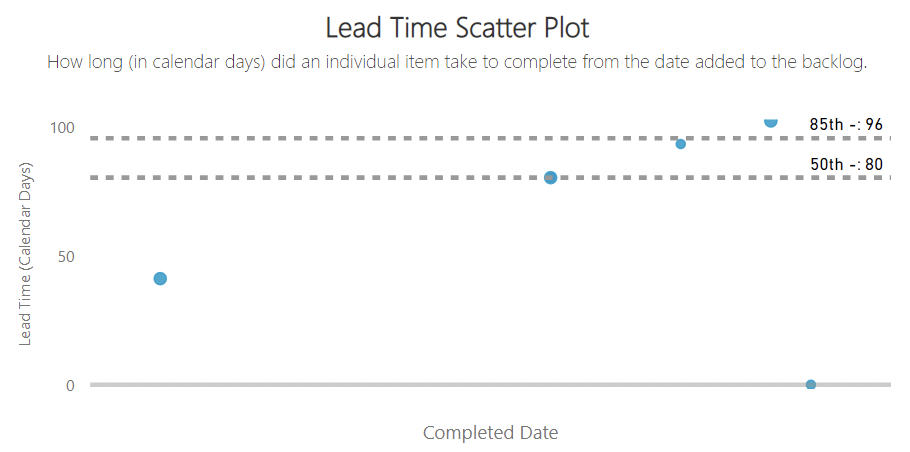 Lead Time Scatter Plot
How long (in calendar days) did an individual item take to complete from the date added to the backlog.
100
85th -: 96
50th -: 80
50
0
Lead Time (Calendar Days)
Completed Date